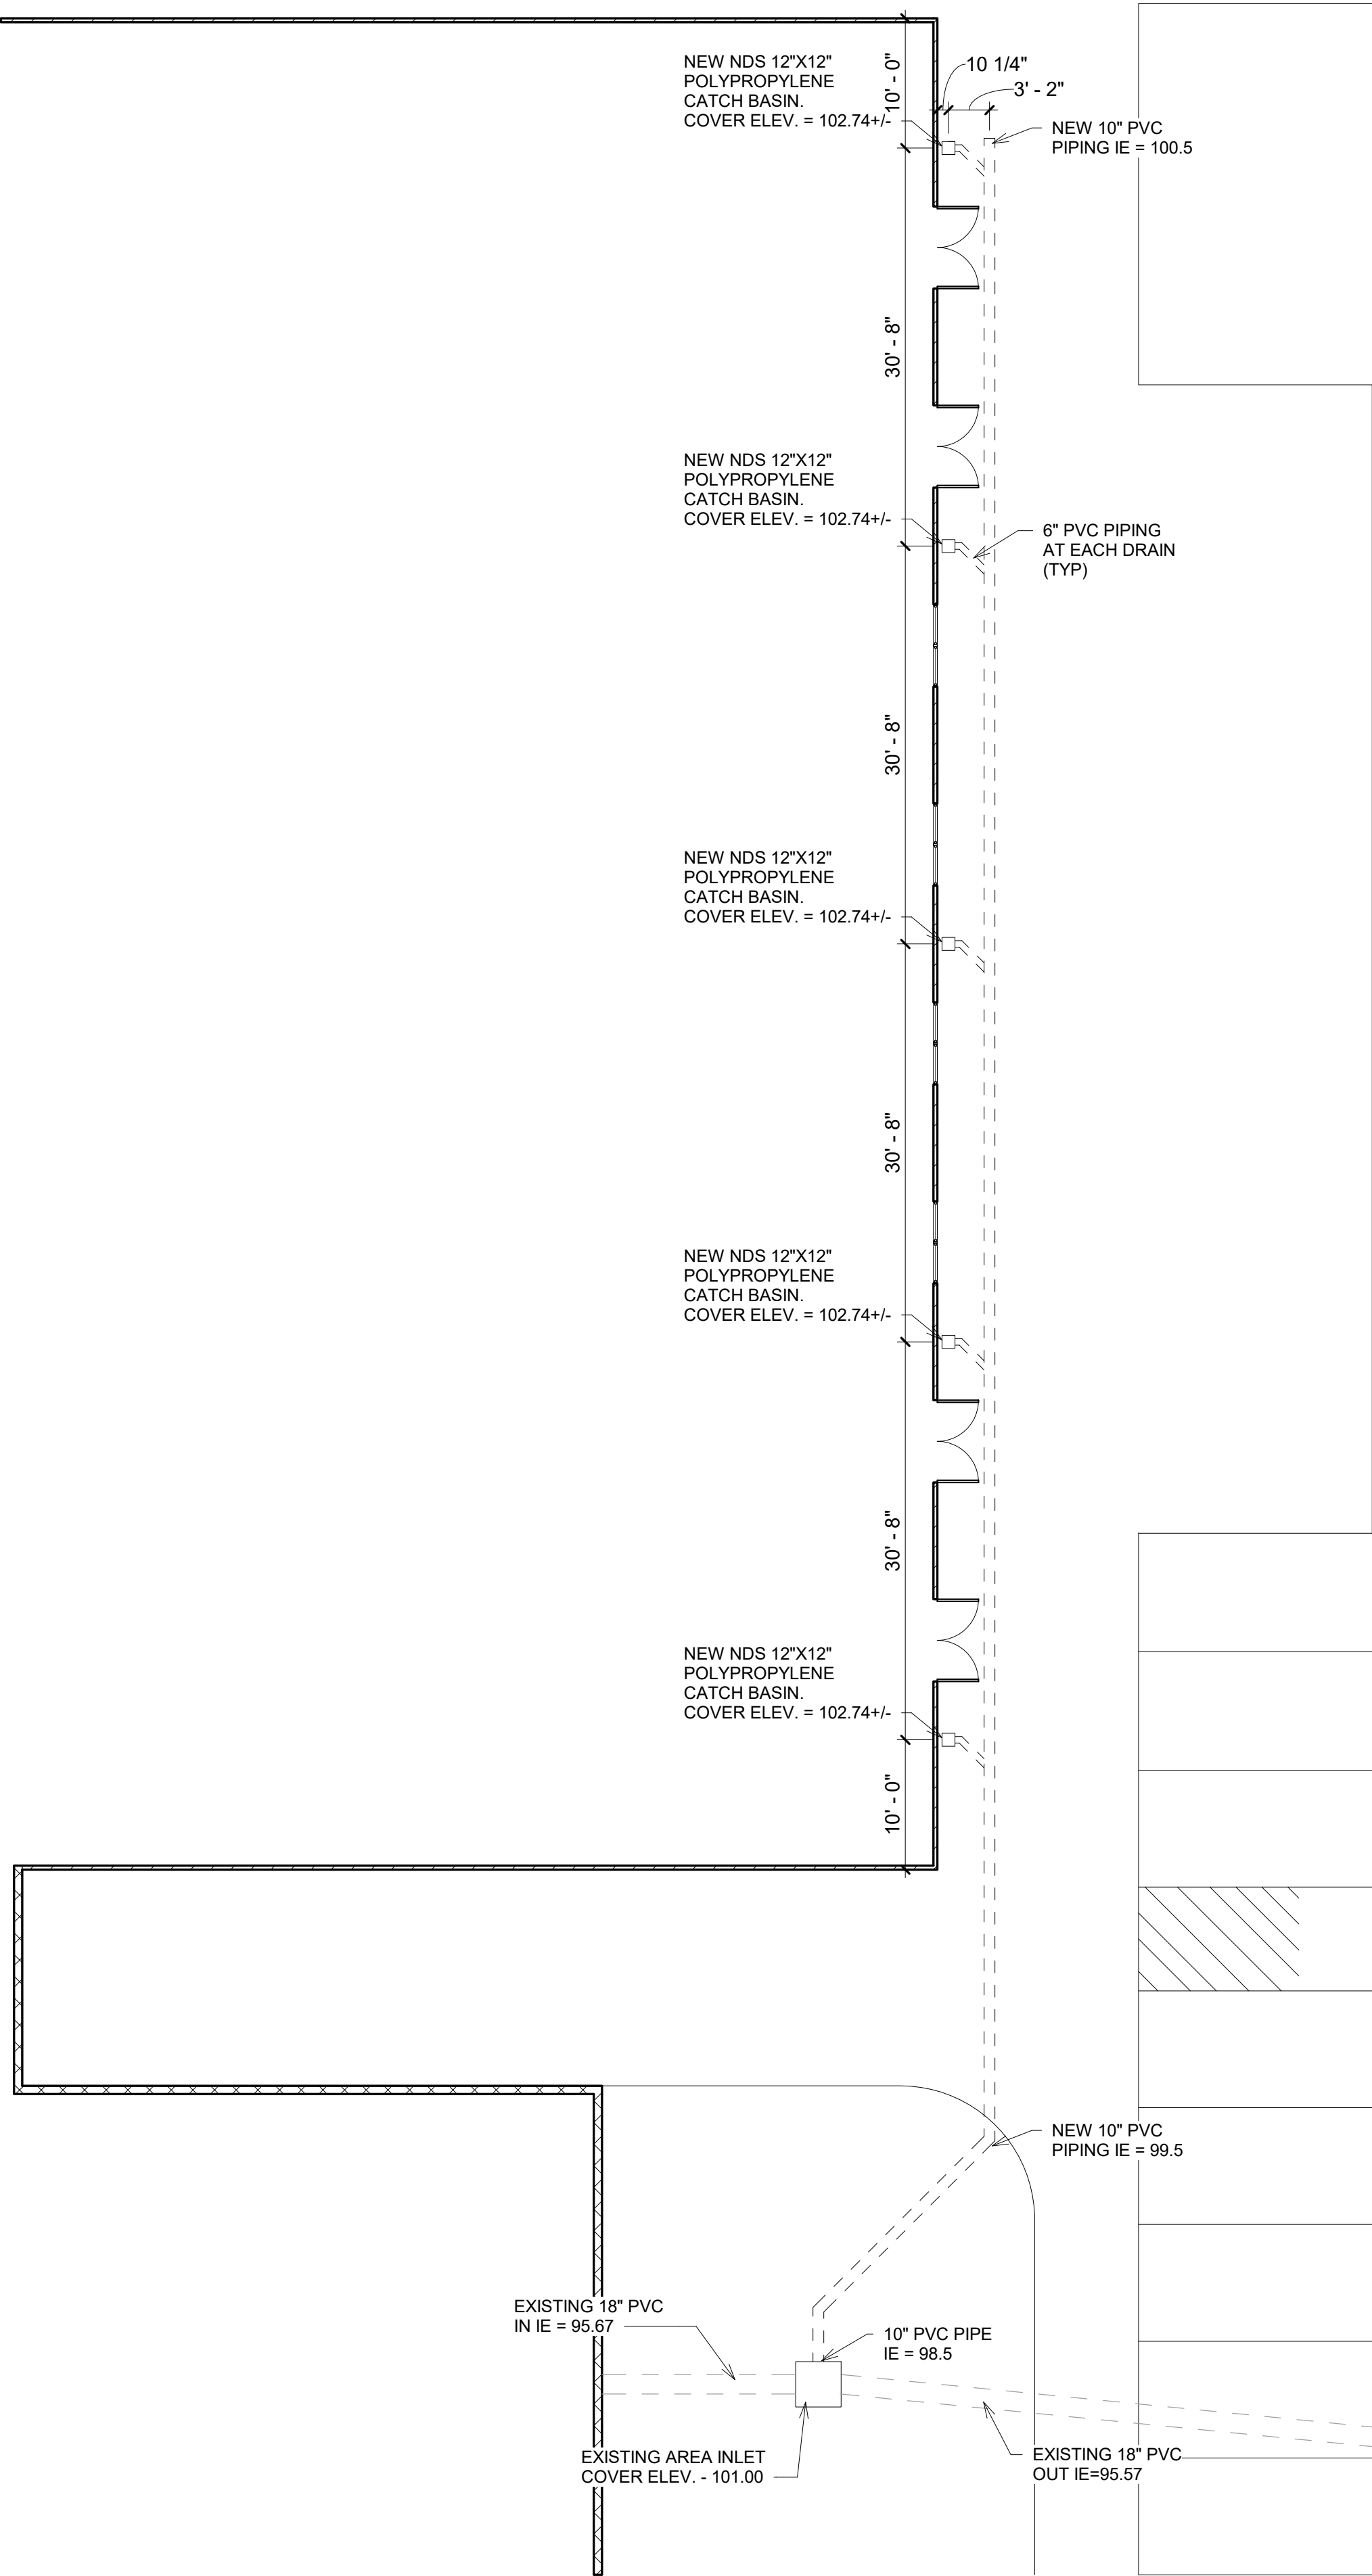 10' - 0"
NEW NDS 12"X12"
POLYPROPYLENE
CATCH BASIN.
COVER ELEV. = 102.74+/-
10 1/4"
3' - 2"
NEW 10" PVC
PIPING IE = 100.5
30' - 8"
NEW NDS 12"X12"
POLYPROPYLENE
CATCH BASIN.
COVER ELEV. = 102.74+/-
6" PVC PIPING
AT EACH DRAIN
(TYP)
30' - 8"
NEW NDS 12"X12"
POLYPROPYLENE
CATCH BASIN.
COVER ELEV. = 102.74+/-
30' - 8"
NEW NDS 12"X12"
POLYPROPYLENE
CATCH BASIN.
COVER ELEV. = 102.74+/-
30' - 8"
NEW NDS 12"X12"
POLYPROPYLENE
CATCH BASIN.
COVER ELEV. = 102.74+/-
10' - 0"
NEW 10" PVC
PIPING IE = 99.5
EXISTING 18" PVC
IN IE = 95.67
10" PVC PIPE
IE = 98.5
EXISTING AREA INLET
COVER ELEV. - 101.00
EXISTING 18" PVC
OUT IE=95.57